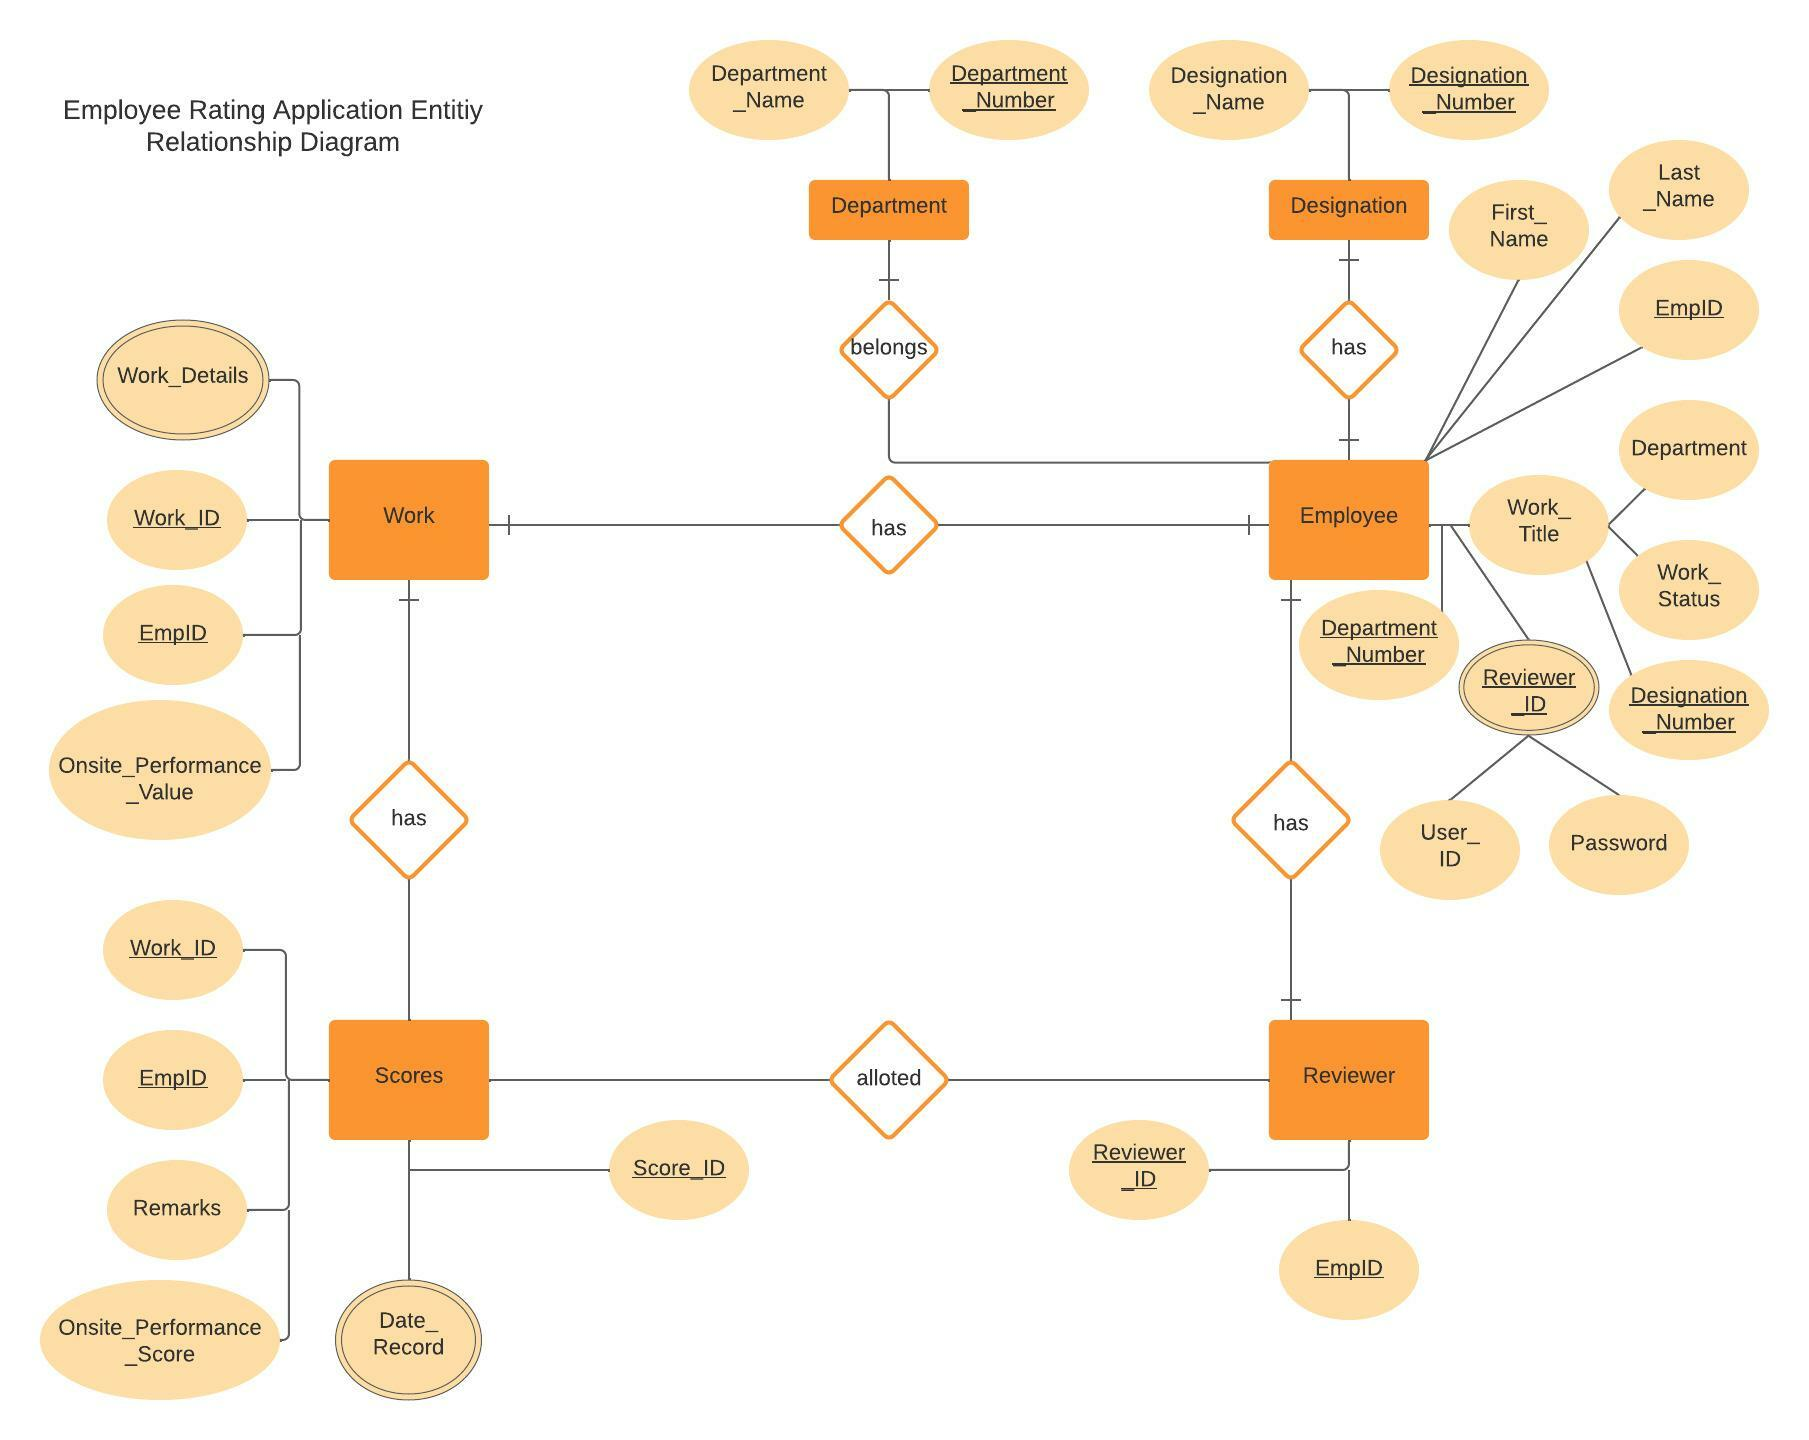 Employee Rating Application Entitiy
Relationship Diagram
Department
_Name
Department
_Number
Designation
_Name
Designation
_Number
Department
Designation
First_
Name
Last
_Name
EmpID
belongs
has
Work_Details
Work_ID
EmpID
Onsite_Performance
_Value
Work
has
Employee
Work_
Title
Department
Work_
Status
Designation
_Number
Department
_Number
Reviewer
_ID
User_
ID
Password
has
has
Work_ID
EmpID
Remarks
Onsite_Performance
_Score
Scores
alloted
Reviewer
Score_ID
Date_
Record
Reviewer
_ID
EmpID